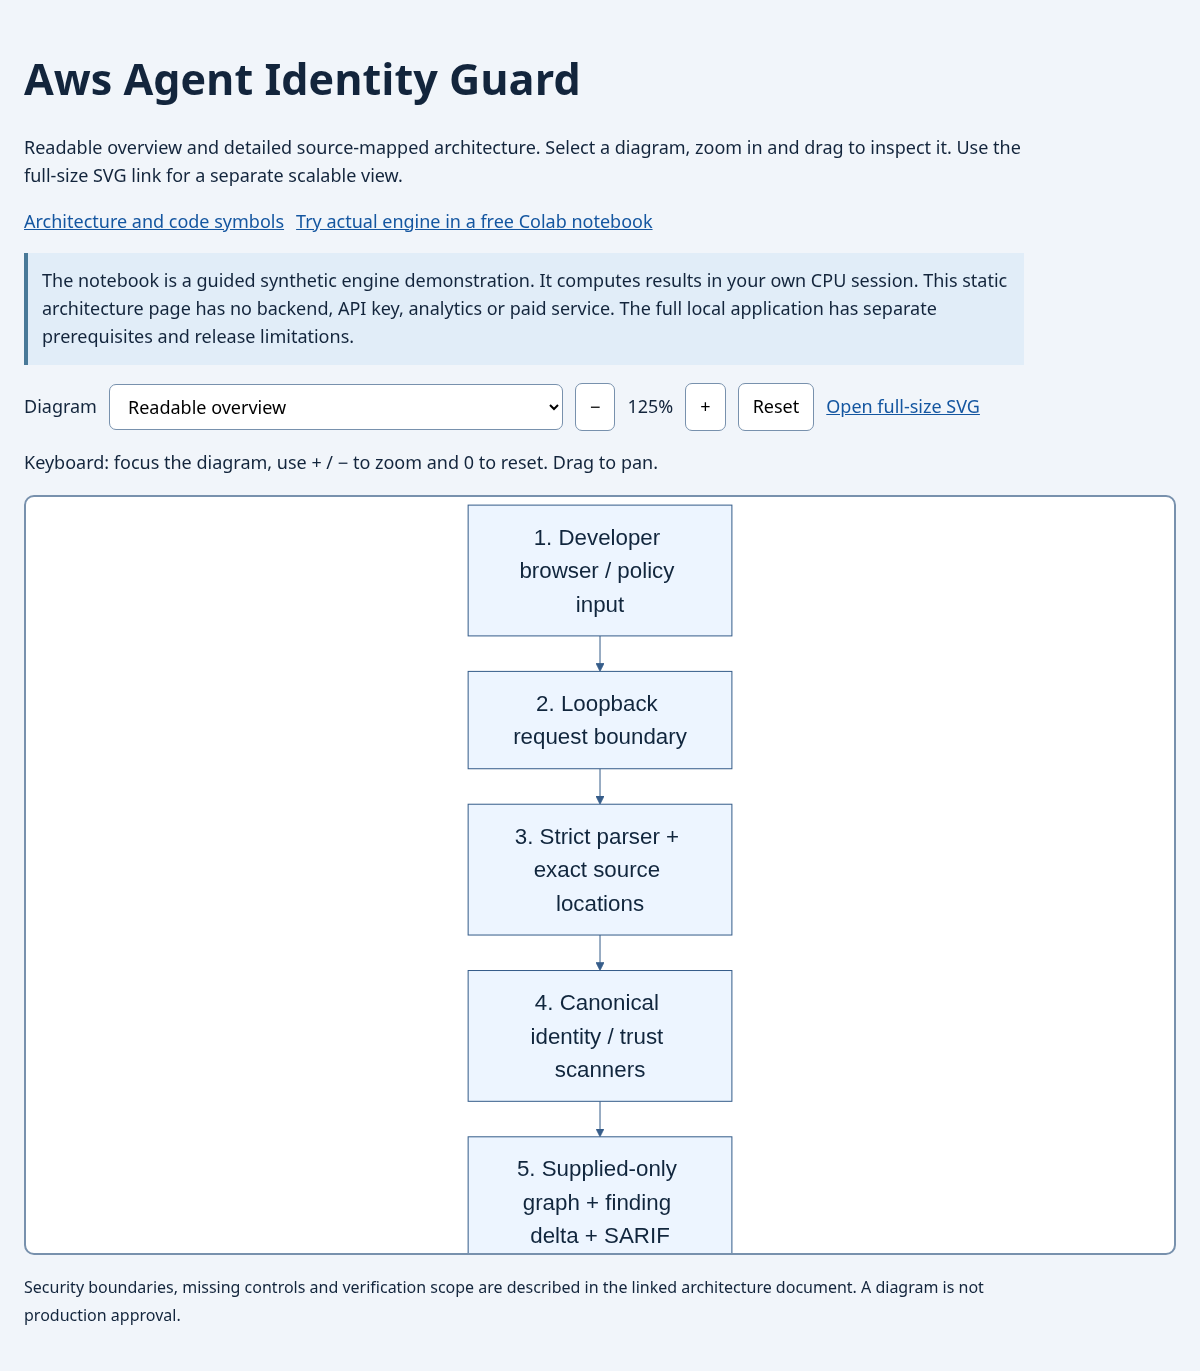 Aws Agent Identity Guard
Readable overview and detailed source-mapped architecture. Select a diagram, zoom in and drag to inspect it. Use the
full-size SVG link for a separate scalable view.
Architecture and code symbols Try actual engine in a free Colab notebook
The notebook is a guided synthetic engine demonstration. It computes results in your own CPU session. This static
architecture page has no backend, API key, analytics or paid service. The full local application has separate
prerequisites and release limitations.
Diagram Readable overview − 125% + Reset Open full-size SVG
Keyboard: focus the diagram, use + / − to zoom and 0 to reset. Drag to pan.
1. Developer
browser / policy
input
2. Loopback
request boundary
3. Strict parser +
exact source
locations
4. Canonical
identity / trust
scanners
5. Supplied-only
graph + finding
delta + SARIF
Security boundaries, missing controls and verification scope are described in the linked architecture document. A diagram is not
production approval.